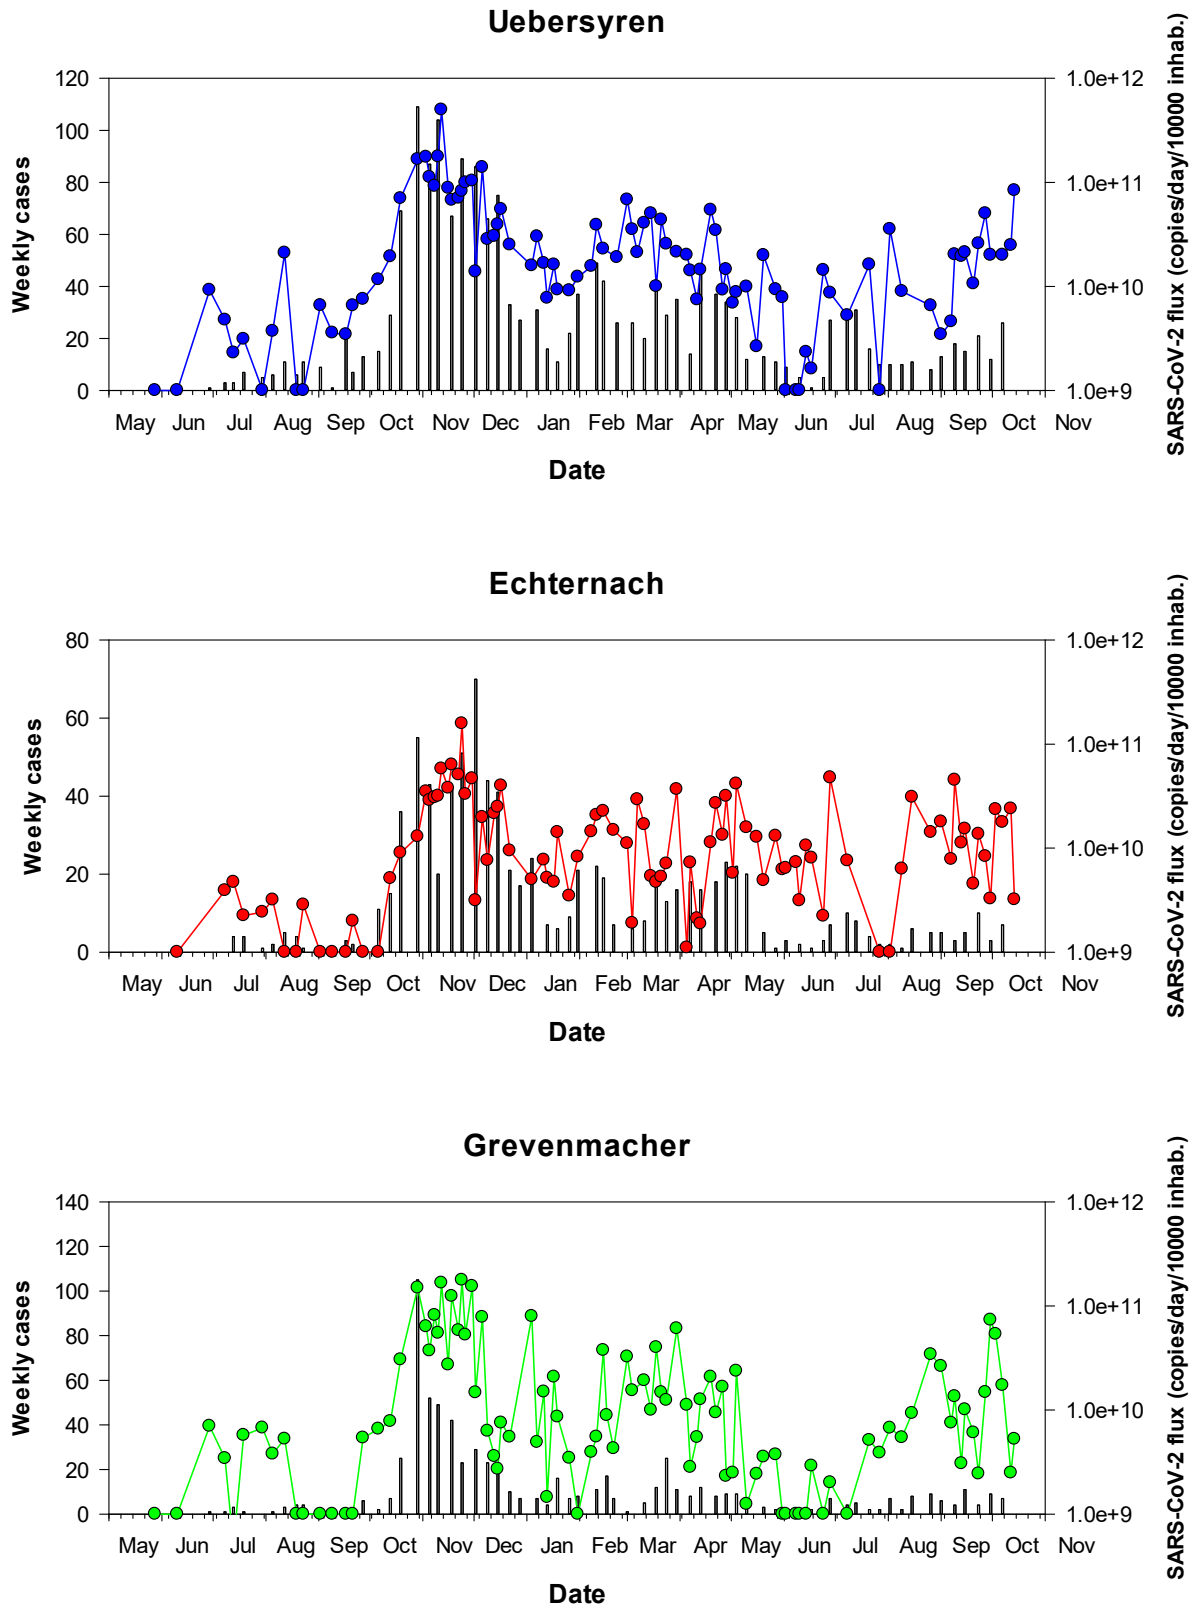 Uebersyren
120
100
80
60
40
20
0
Weekly cases
1.0e+12
1.0e+11
1.0e+10
1.0e+9
SARS-CoV-2 flux (copies/day/10000 inhab.)
May Jun Jul Aug Sep Oct Nov Dec Jan Feb Mar Apr May Jun Jul Aug Sep Oct Nov
Date
Echternach
80
60
40
20
0
Weekly cases
1.0e+12
1.0e+11
1.0e+10
1.0e+9
SARS-CoV-2 flux (copies/day/10000 inhab.)
May Jun Jul Aug Sep Oct Nov Dec Jan Feb Mar Apr May Jun Jul Aug Sep Oct Nov
Date
Grevenmacher
140
120
100
80
60
40
20
0
Weekly cases
1.0e+12
1.0e+11
1.0e+10
1.0e+9
SARS-CoV-2 flux (copies/day/10000 inhab.)
May Jun Jul Aug Sep Oct Nov Dec Jan Feb Mar Apr May Jun Jul Aug Sep Oct Nov
Date